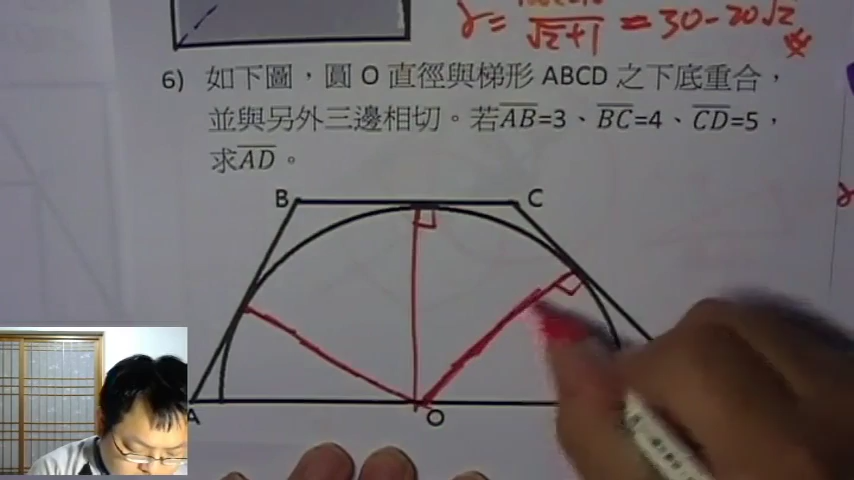 γ = ――― = 30-20√2
√2+1
6) 如下圖，圓 O 直徑與梯形 ABCD 之下底重合，
並與另外三邊相切。若AB=3、BC=4、CD=5，
求AD。
B
C
A
O